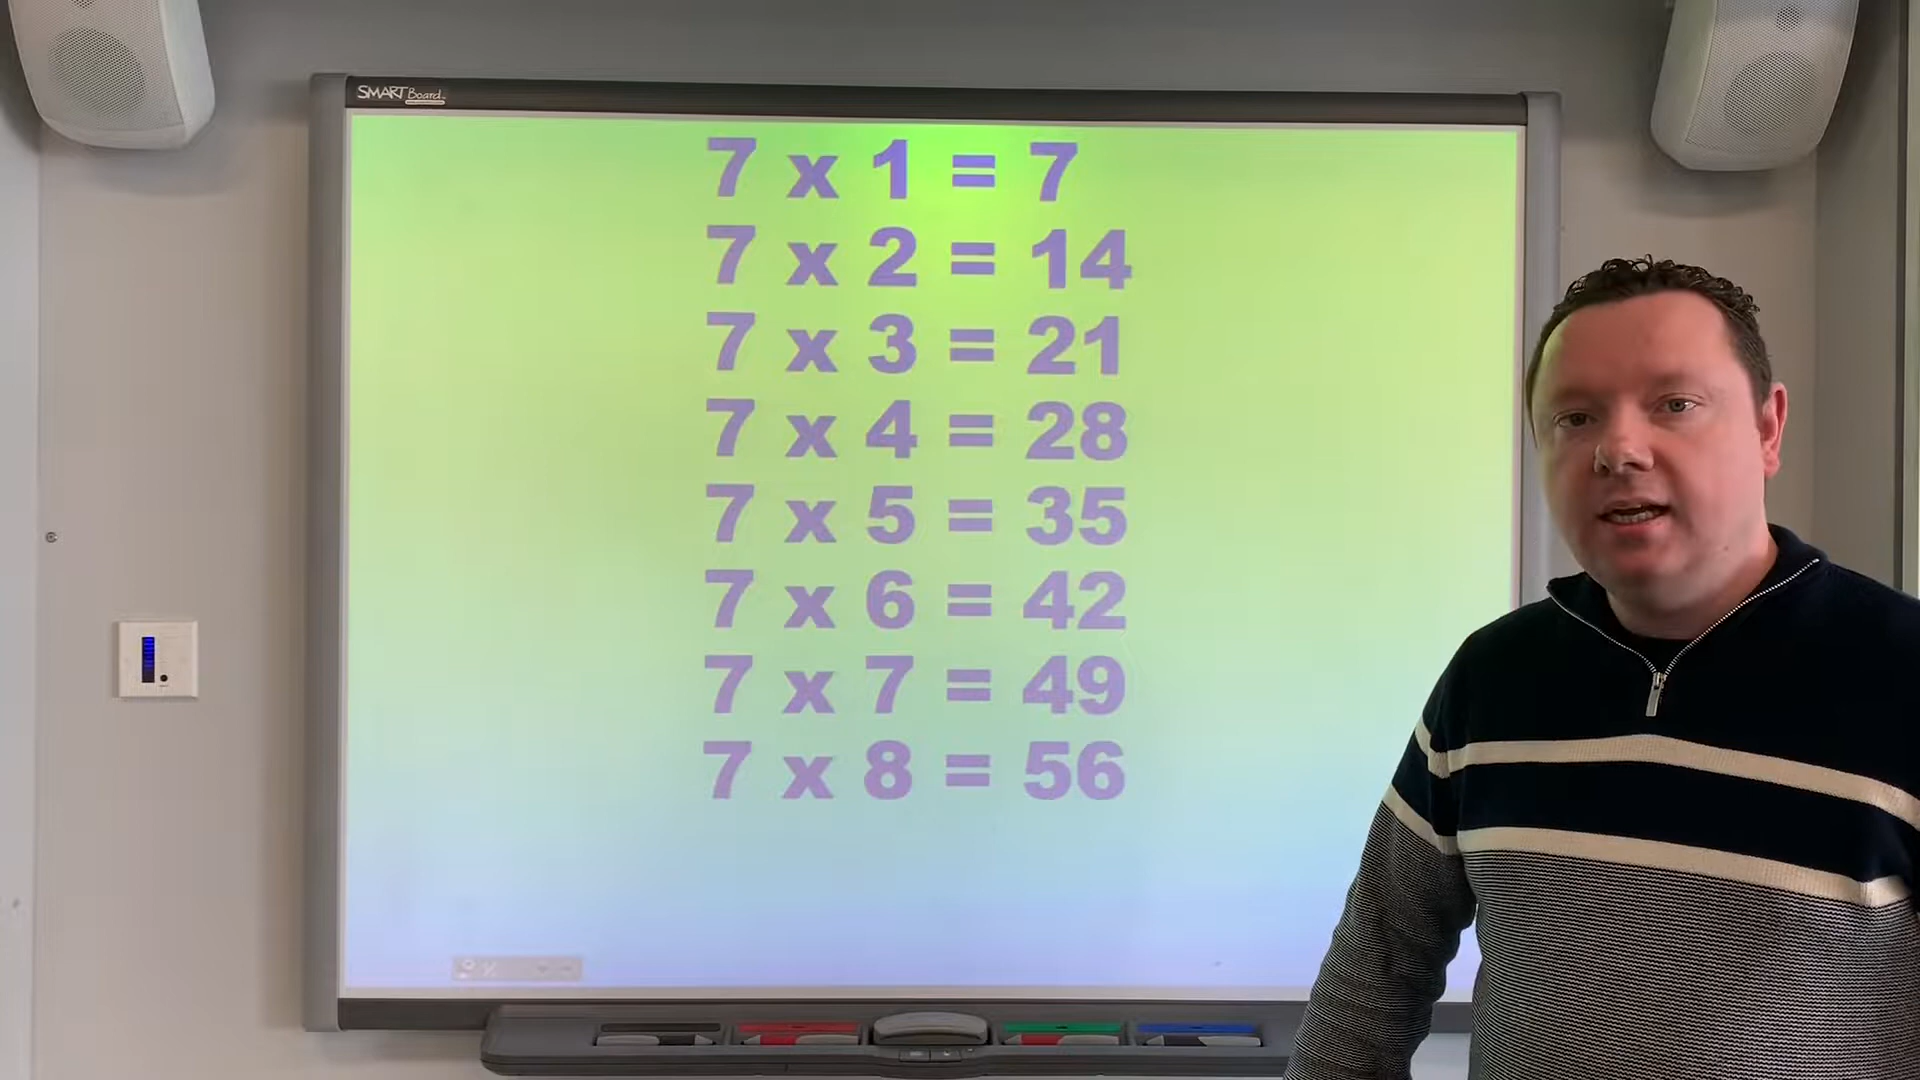 SMART Board
7 x 1 = 7
7 x 2 = 14
7 x 3 = 21
7 x 4 = 28
7 x 5 = 35
7 x 6 = 42
7 x 7 = 49
7 x 8 = 56